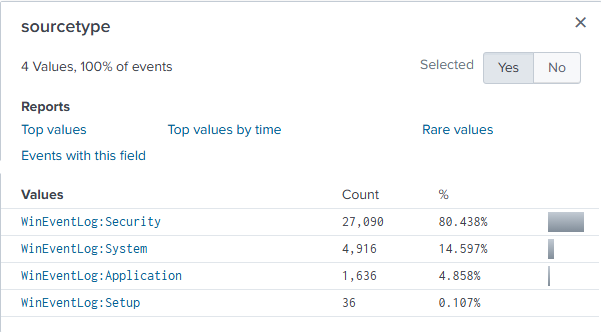 sourcetype
4 Values, 100% of events
Selected Yes No
Reports
Top values Top values by time Rare values
Events with this field
Values Count %
WinEventLog:Security 27,090 80.438%
WinEventLog:System 4,916 14.597%
WinEventLog:Application 1,636 4.858%
WinEventLog:Setup 36 0.107%